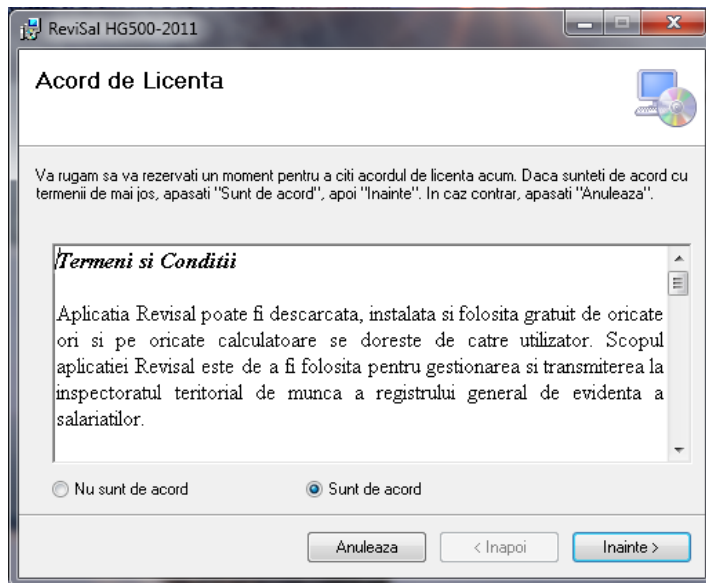 ReviSal HG500-2011
Acord de Licenta
Va rugam sa va rezervati un moment pentru a citi acordul de licenta acum. Daca sunteti de acord cu
termenii de mai jos, apasati "Sunt de acord", apoi "Inainte". In caz contrar, apasati "Anuleaza".
Termeni si Conditii
Aplicatia Revisal poate fi descarcata, instalata si folosita gratuit de oricate
ori si pe oricate calculatoare se doreste de catre utilizator. Scopul
aplicatiei Revisal este de a fi folosita pentru gestionarea si transmiterea la
inspectoratul teritorial de munca a registrului general de evidenta a
salariatilor.
Nu sunt de acord
Sunt de acord
Anuleaza
< Inapoi
Inainte >